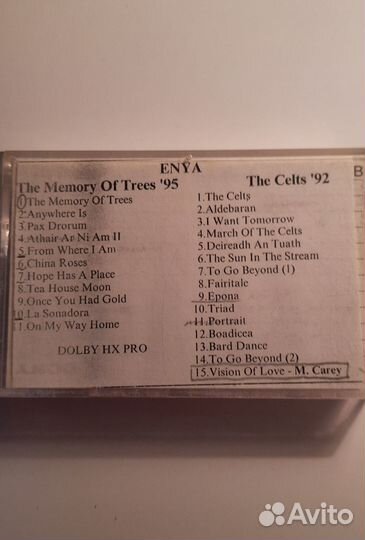 ENYA
The Memory Of Trees '95
1.The Memory Of Trees
2.Anywhere Is
3.Pax Drorum
4.Athair Ar Ni Am II
5.From Where I Am
6.China Roses
7.Hope Has A Place
8.Tea House Moon
9.Once You Had Gold
10.La Sonadora
11.On My Way Home
DOLBY HX PRO
The Celts '92
1.The Celts
2.Aldebaran
3.I Want Tomorrow
4.March Of The Celts
5.Deireadh An Tuath
6.The Sun In The Stream
7.To Go Beyond (1)
8.Fairitale
9.Epona
10.Triad
11.Portrait
12.Boadicea
13.Bard Dance
14.To Go Beyond (2)
15.Vision Of Love - M. Carey
B
Avito